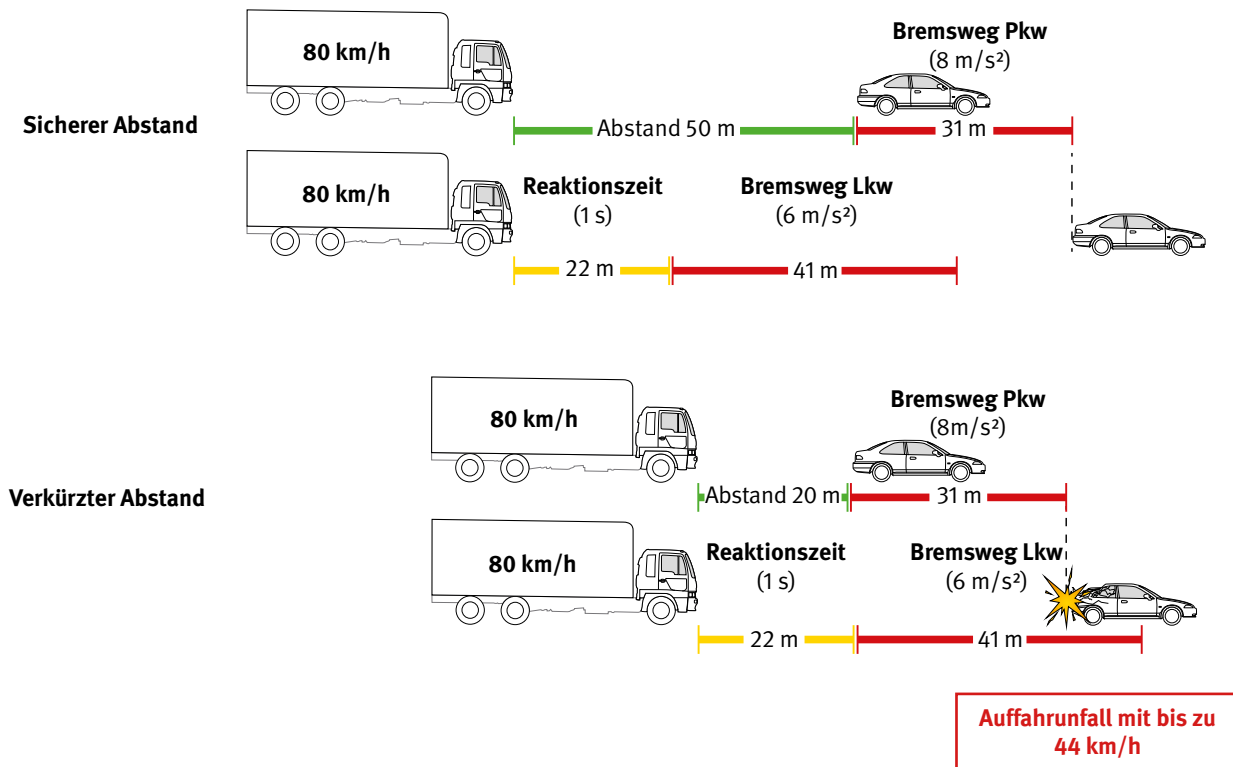 80 km/h
Bremsweg Pkw
(8 m/s²)
Sicherer Abstand
Abstand 50 m
31 m
80 km/h
Reaktionszeit
(1 s)
Bremsweg Lkw
(6 m/s²)
22 m
41 m
80 km/h
Bremsweg Pkw
(8m/s²)
Verkürzter Abstand
Abstand 20 m
31 m
80 km/h
Reaktionszeit
(1 s)
Bremsweg Lkw
(6 m/s²)
22 m
41 m
Auffahrunfall mit bis zu
44 km/h